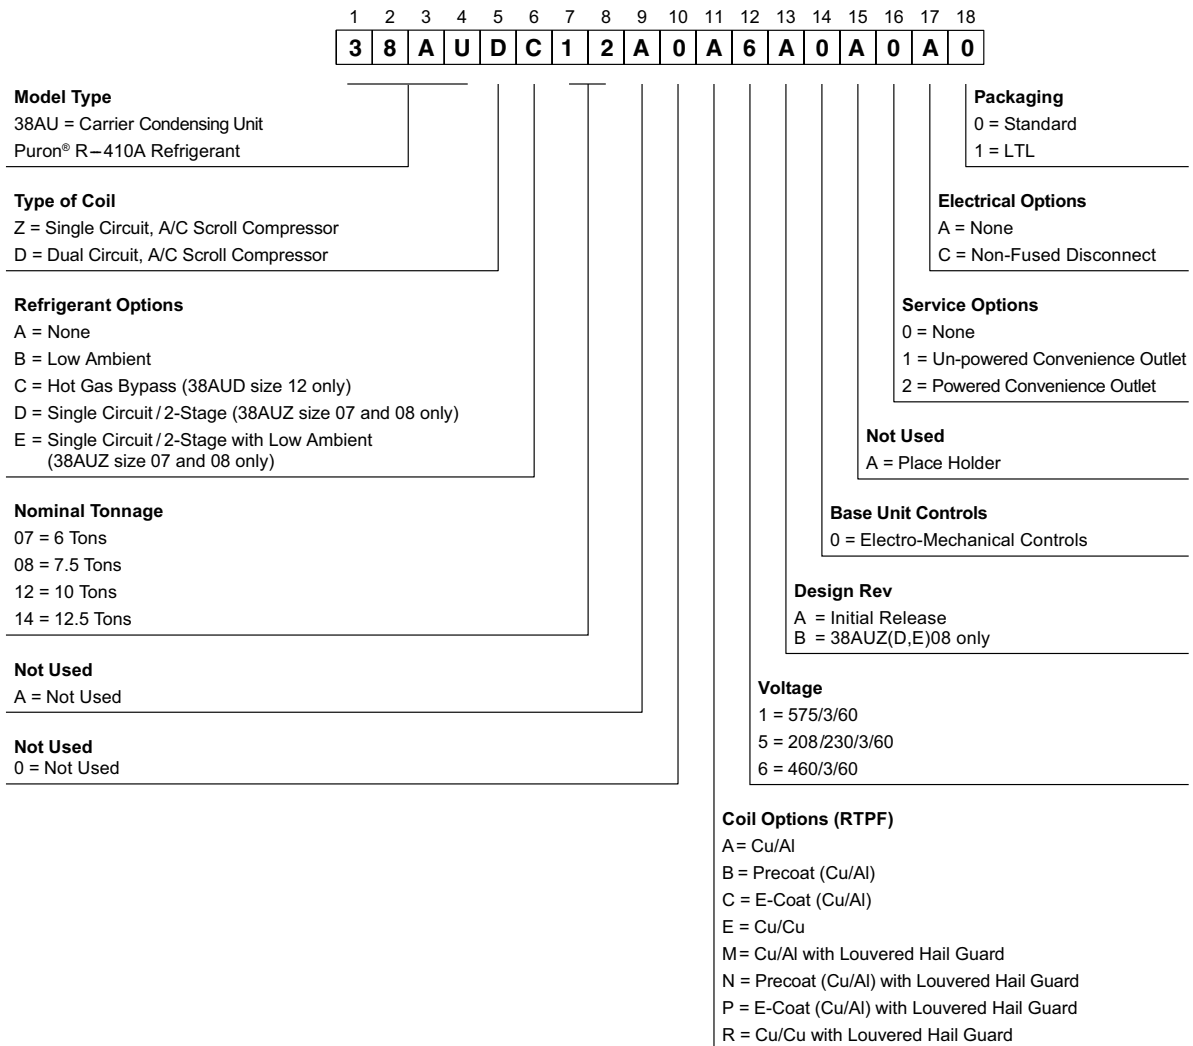 1 2 3 4 5 6 7 8 9 10 11 12 13 14 15 16 17 18
3 8 A U D C 1 2 A 0 A 6 A 0 A 0 A 0
Model Type
38AU = Carrier Condensing Unit
Puron® R-410A Refrigerant
Type of Coil
Z = Single Circuit, A/C Scroll Compressor
D = Dual Circuit, A/C Scroll Compressor
Refrigerant Options
A = None
B = Low Ambient
C = Hot Gas Bypass (38AUD size 12 only)
D = Single Circuit / 2-Stage (38AUZ size 07 and 08 only)
E = Single Circuit / 2-Stage with Low Ambient
(38AUZ size 07 and 08 only)
Nominal Tonnage
07 = 6 Tons
08 = 7.5 Tons
12 = 10 Tons
14 = 12.5 Tons
Not Used
A = Not Used
Not Used
0 = Not Used
Packaging
0 = Standard
1 = LTL
Electrical Options
A = None
C = Non-Fused Disconnect
Service Options
0 = None
1 = Un-powered Convenience Outlet
2 = Powered Convenience Outlet
Not Used
A = Place Holder
Base Unit Controls
0 = Electro-Mechanical Controls
Design Rev
A = Initial Release
B = 38AUZ(D,E)08 only
Voltage
1 = 575/3/60
5 = 208/230/3/60
6 = 460/3/60
Coil Options (RTPF)
A = Cu/Al
B = Precoat (Cu/Al)
C = E-Coat (Cu/Al)
E = Cu/Cu
M = Cu/Al with Louvered Hail Guard
N = Precoat (Cu/Al) with Louvered Hail Guard
P = E-Coat (Cu/Al) with Louvered Hail Guard
R = Cu/Cu with Louvered Hail Guard